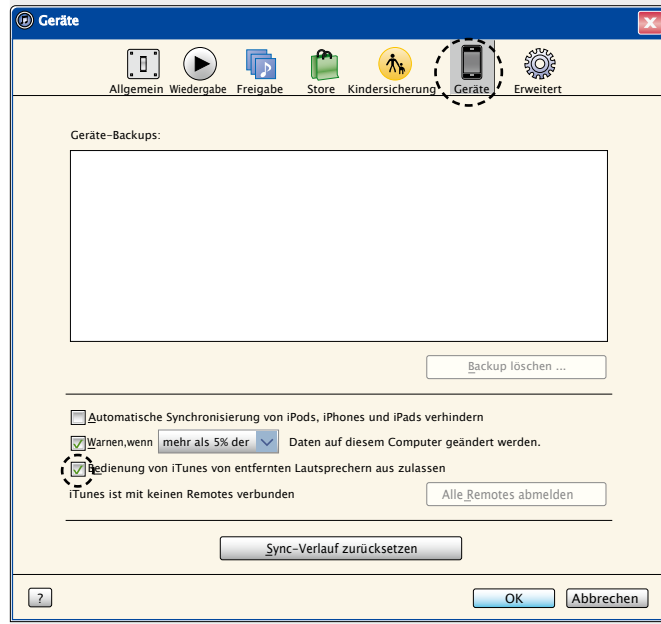 Geräte
Allgemein Wiedergabe Freigabe Store Kindersicherung Geräte Erweitert
Geräte-Backups:
Backup löschen ...
Automatische Synchronisierung von iPods, iPhones und iPads verhindern
Warnen,wenn mehr als 5% der Daten auf diesem Computer geändert werden.
Bedienung von iTunes von entfernten Lautsprechern aus zulassen
iTunes ist mit keinen Remotes verbunden Alle Remotes abmelden
Sync-Verlauf zurücksetzen
? OK Abbrechen